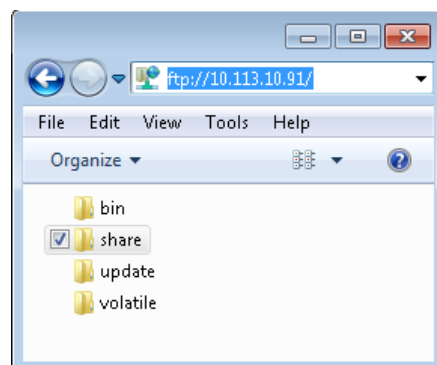 ftp://10.113.10.91/
File Edit View Tools Help
Organize
bin
share
update
volatile